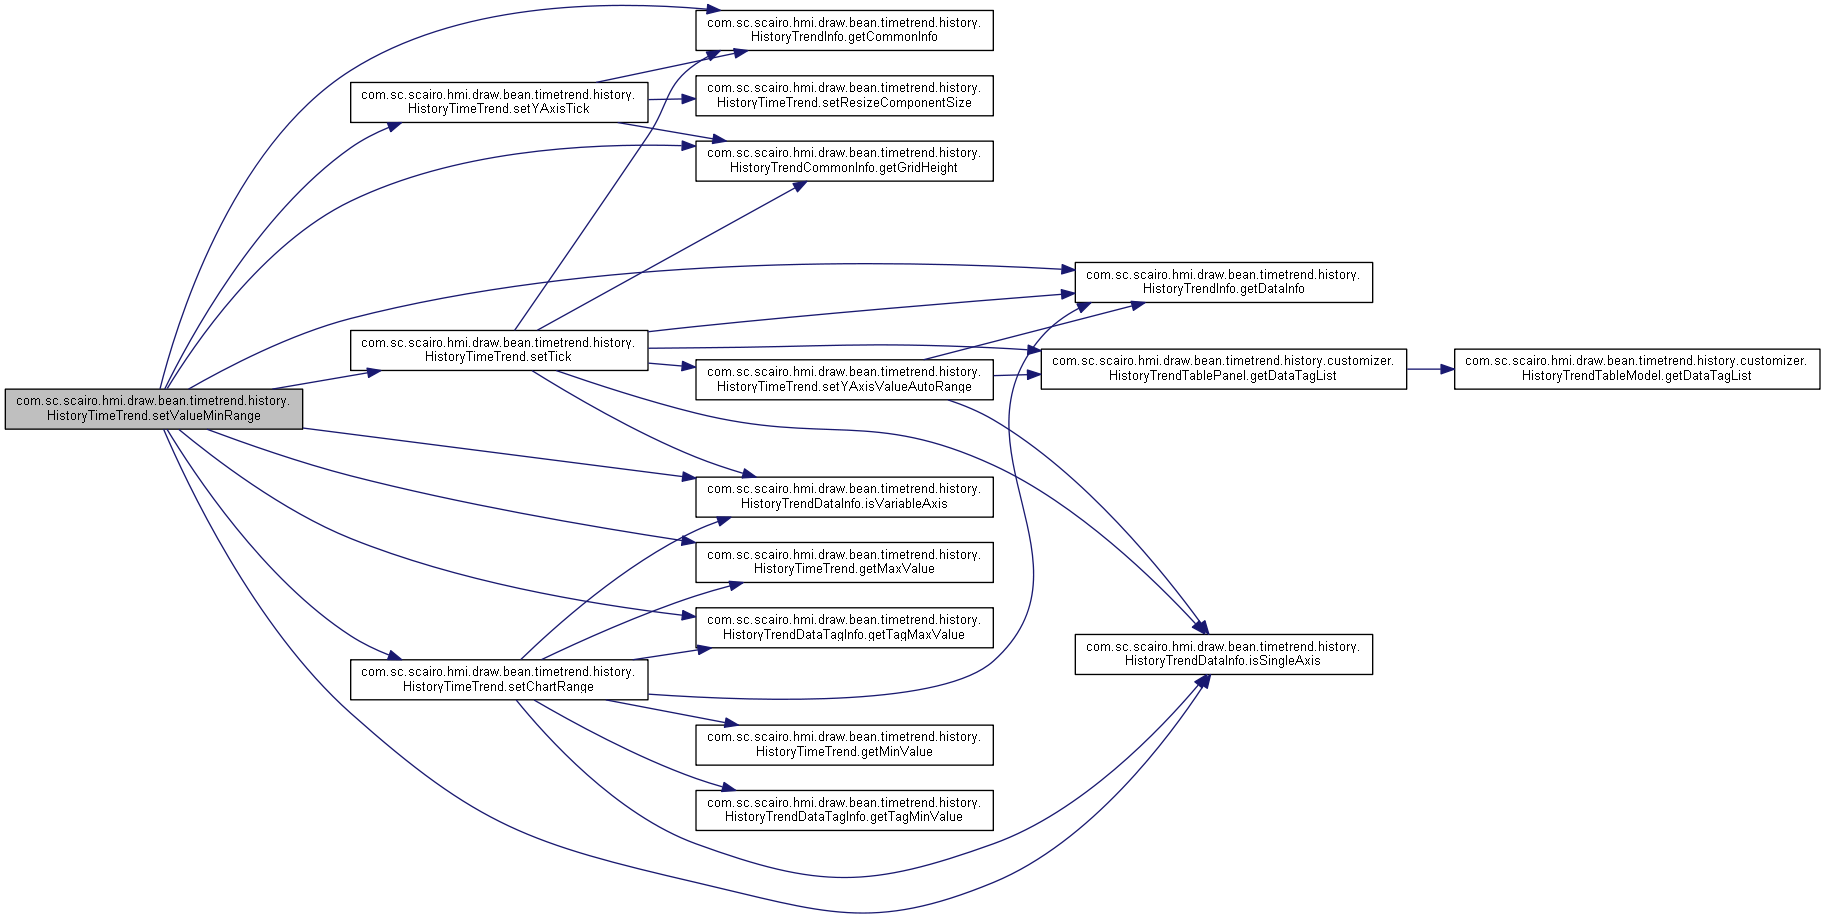 com.sc.scairo.hmi.draw.bean.timetrend.history.
HistoryTrendInfo.getCommonInfo
com.sc.scairo.hmi.draw.bean.timetrend.history.
HistoryTimeTrend.setYAxisTick
com.sc.scairo.hmi.draw.bean.timetrend.history.
HistoryTimeTrend.setResizeComponentSize
com.sc.scairo.hmi.draw.bean.timetrend.history.
HistoryTrendCommonInfo.getGridHeight
com.sc.scairo.hmi.draw.bean.timetrend.history.
HistoryTrendInfo.getDataInfo
com.sc.scairo.hmi.draw.bean.timetrend.history.
HistoryTimeTrend.setTick
com.sc.scairo.hmi.draw.bean.timetrend.history.
HistoryTimeTrend.setYAxisValueAutoRange
com.sc.scairo.hmi.draw.bean.timetrend.history.customizer.
HistoryTrendTablePanel.getDataTagList
com.sc.scairo.hmi.draw.bean.timetrend.history.customizer.
HistoryTrendTableModel.getDataTagList
com.sc.scairo.hmi.draw.bean.timetrend.history.
HistoryTimeTrend.setValueMinRange
com.sc.scairo.hmi.draw.bean.timetrend.history.
HistoryTrendDataInfo.isVariableAxis
com.sc.scairo.hmi.draw.bean.timetrend.history.
HistoryTimeTrend.getMaxValue
com.sc.scairo.hmi.draw.bean.timetrend.history.
HistoryTrendDataTagInfo.getTagMaxValue
com.sc.scairo.hmi.draw.bean.timetrend.history.
HistoryTrendDataInfo.isSingleAxis
com.sc.scairo.hmi.draw.bean.timetrend.history.
HistoryTimeTrend.setChartRange
com.sc.scairo.hmi.draw.bean.timetrend.history.
HistoryTimeTrend.getMinValue
com.sc.scairo.hmi.draw.bean.timetrend.history.
HistoryTrendDataTagInfo.getTagMinValue